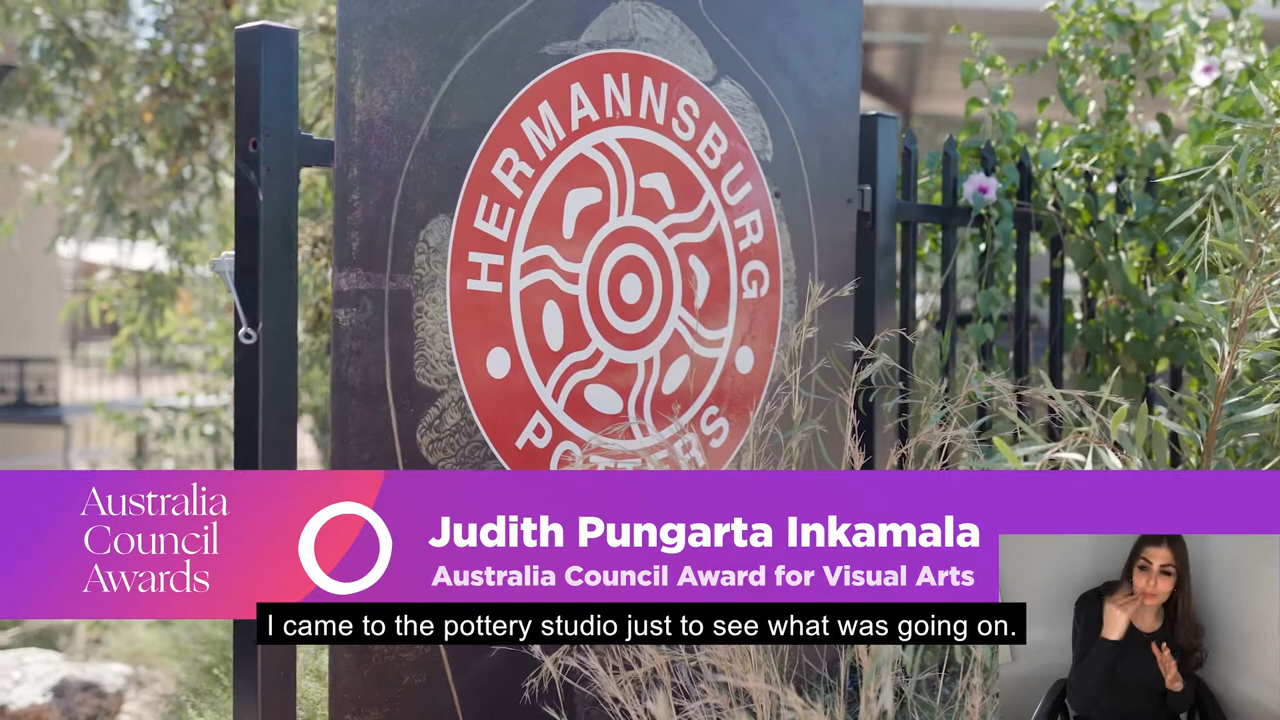 HERMANNSBURG
POTTERS
Australia
Council
Awards
Judith Pungarta Inkamala
Australia Council Award for Visual Arts
I came to the pottery studio just to see what was going on.